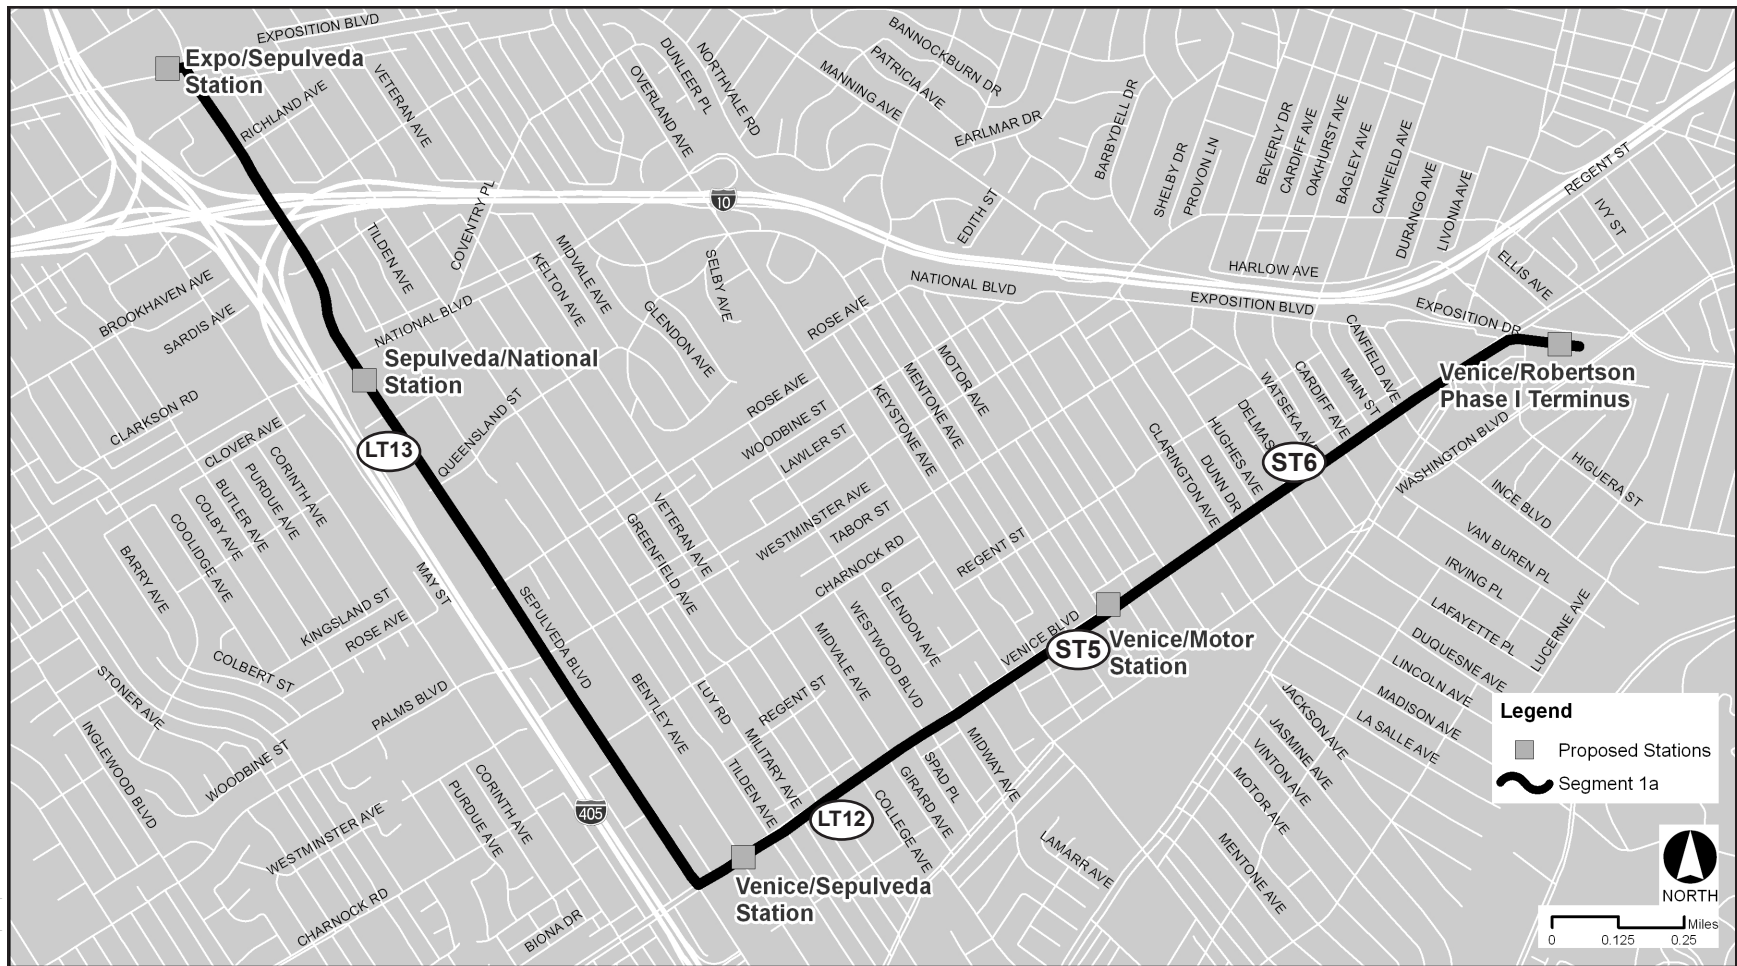 EXPOSITION BLVD
Expo/Sepulveda
Station
RICHLAND AVE
VETERAN AVE
OVERLAND AVE
DUNLEER PL
NORTHVALE RD
MANNING AVE
PATRICIA AVE
BANNOCKBURN DR
EARLMAR DR
BARBYDELL DR
SHELBY DR
PROVON LN
BEVERLY DR
CARDIFF AVE
OAKHURST AVE
BAGLEY AVE
CANFIELD AVE
DURANGO AVE
LIVONIA AVE
REGENT ST
IVY ST
ELLIS AVE
10
EDITH ST
HARLOW AVE
TILDEN AVE
COVENTRY PL
KELTON AVE
MIDVALE AVE
SELBY AVE
GLENDON AVE
NATIONAL BLVD
EXPOSITION BLVD
EXPOSITION DR
BROOKHAVEN AVE
SARDIS AVE
NATIONAL BLVD
ROSE AVE
Sepulveda/National
Station
Venice/Robertson
Phase I Terminus
CANFIELD AVE
MAIN ST
CARDIFF AVE
WATSEKA AVE
DELMAS
HUGHES AVE
DUNN DR
CLARINGTON AVE
MOTOR AVE
MENTONE AVE
KEYSTONE AVE
ROSE AVE
WOODBINE ST
LAWLER ST
CLARKSON RD
CLOVER AVE
QUEENSLAND ST
LT13
ST6
WASHINGTON BLVD
HIGUERA ST
INCE BLVD
VAN BUREN PL
IRVING PL
LAFAYETTE PL
DUQUESNE AVE
LINCOLN AVE
MADISON AVE
LA SALLE AVE
LUCERNE AVE
CORINTH AVE
PURDUE AVE
BUTLER AVE
COLBY AVE
COOLIDGE AVE
BARRY AVE
WESTMINSTER AVE
TABOR ST
CHARNOCK RD
REGENT ST
VETERAN AVE
GREENFIELD AVE
MAY ST
SEPULVEDA BLVD
KINGSLAND ST
ROSE AVE
COLBERT ST
STONER AVE
INGLEWOOD BLVD
PALMS BLVD
WOODBINE ST
GLENDON AVE
WESTWOOD BLVD
MIDVALE AVE
VENICE BLVD
ST5
Venice/Motor
Station
BENTLEY AVE
LUY RD
REGENT ST
MILITARY AVE
TILDEN AVE
LT12
SPAD PL
GIRARD AVE
COLLEGE AVE
MIDWAY AVE
LAMARR AVE
JACKSON AVE
JASMINE AVE
VINTON AVE
MOTOR AVE
MENTONE AVE
405
CORINTH AVE
PURDUE AVE
WESTMINSTER AVE
CHARNOCK RD
BIONA DR
Venice/Sepulveda
Station
Legend
Proposed Stations
Segment 1a
NORTH
Miles
0 0.125 0.25